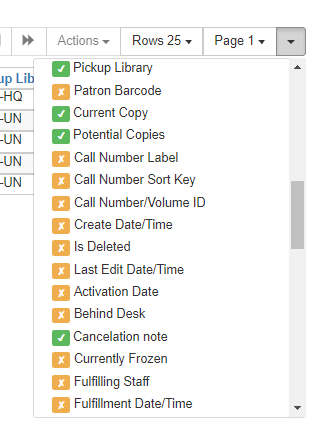 Actions Rows 25 Page 1
up Lib
-HQ
-UN
-UN
-UN
-UN
Pickup Library
Patron Barcode
Current Copy
Potential Copies
Call Number Label
Call Number Sort Key
Call Number/Volume ID
Create Date/Time
Is Deleted
Last Edit Date/Time
Activation Date
Behind Desk
Cancelation note
Currently Frozen
Fulfilling Staff
Fulfillment Date/Time